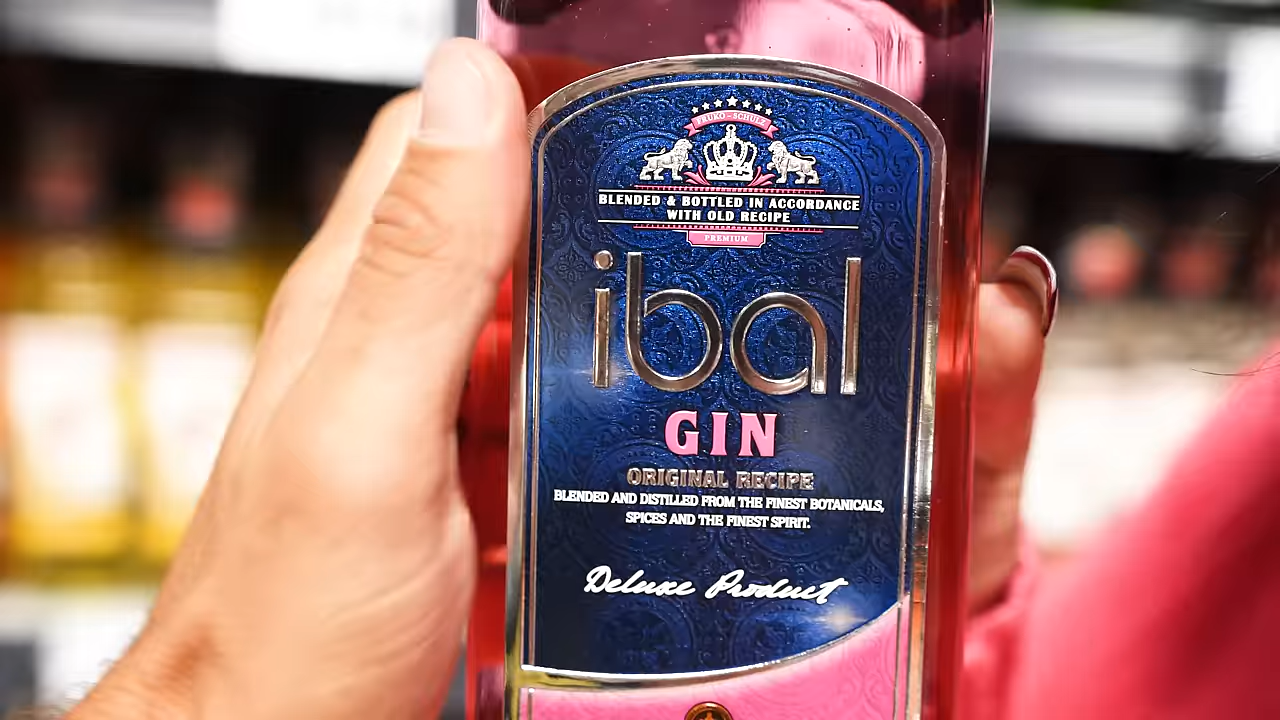 FRUKO - SCHULZ
BLENDED & BOTTLED IN ACCORDANCE
WITH OLD RECIPE
PREMIUM
ibal
GIN
ORIGINAL RECIPE
BLENDED AND DISTILLED FROM THE FINEST BOTANICALS,
SPICES AND THE FINEST SPIRIT.
Deluxe Product